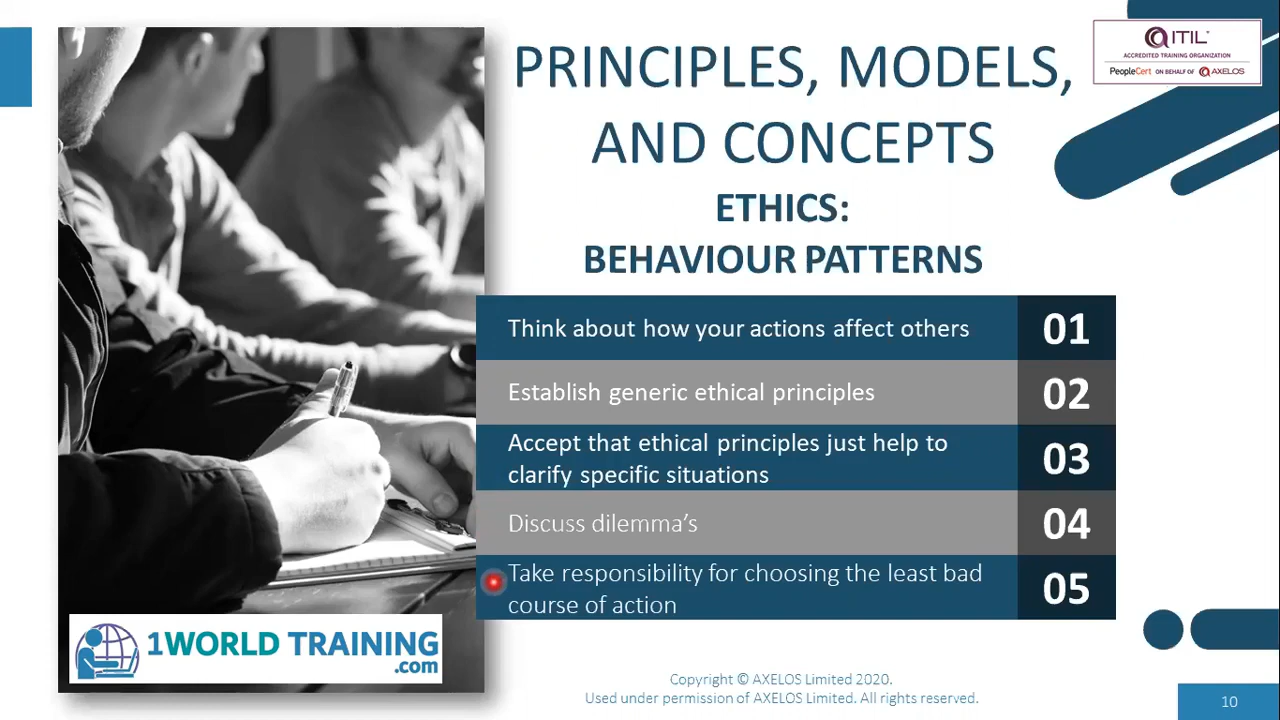 PRINCIPLES, MODELS,
AND CONCEPTS
ITIL®
ACCREDITED TRAINING ORGANIZATION
PeopleCert ON BEHALF OF AXELOS
ETHICS:
BEHAVIOUR PATTERNS
Think about how your actions affect others 01
Establish generic ethical principles 02
Accept that ethical principles just help to
clarify specific situations 03
Discuss dilemma's 04
Take responsibility for choosing the least bad
course of action 05
1WORLD TRAINING
.com
Copyright © AXELOS Limited 2020.
Used under permission of AXELOS Limited. All rights reserved.
10